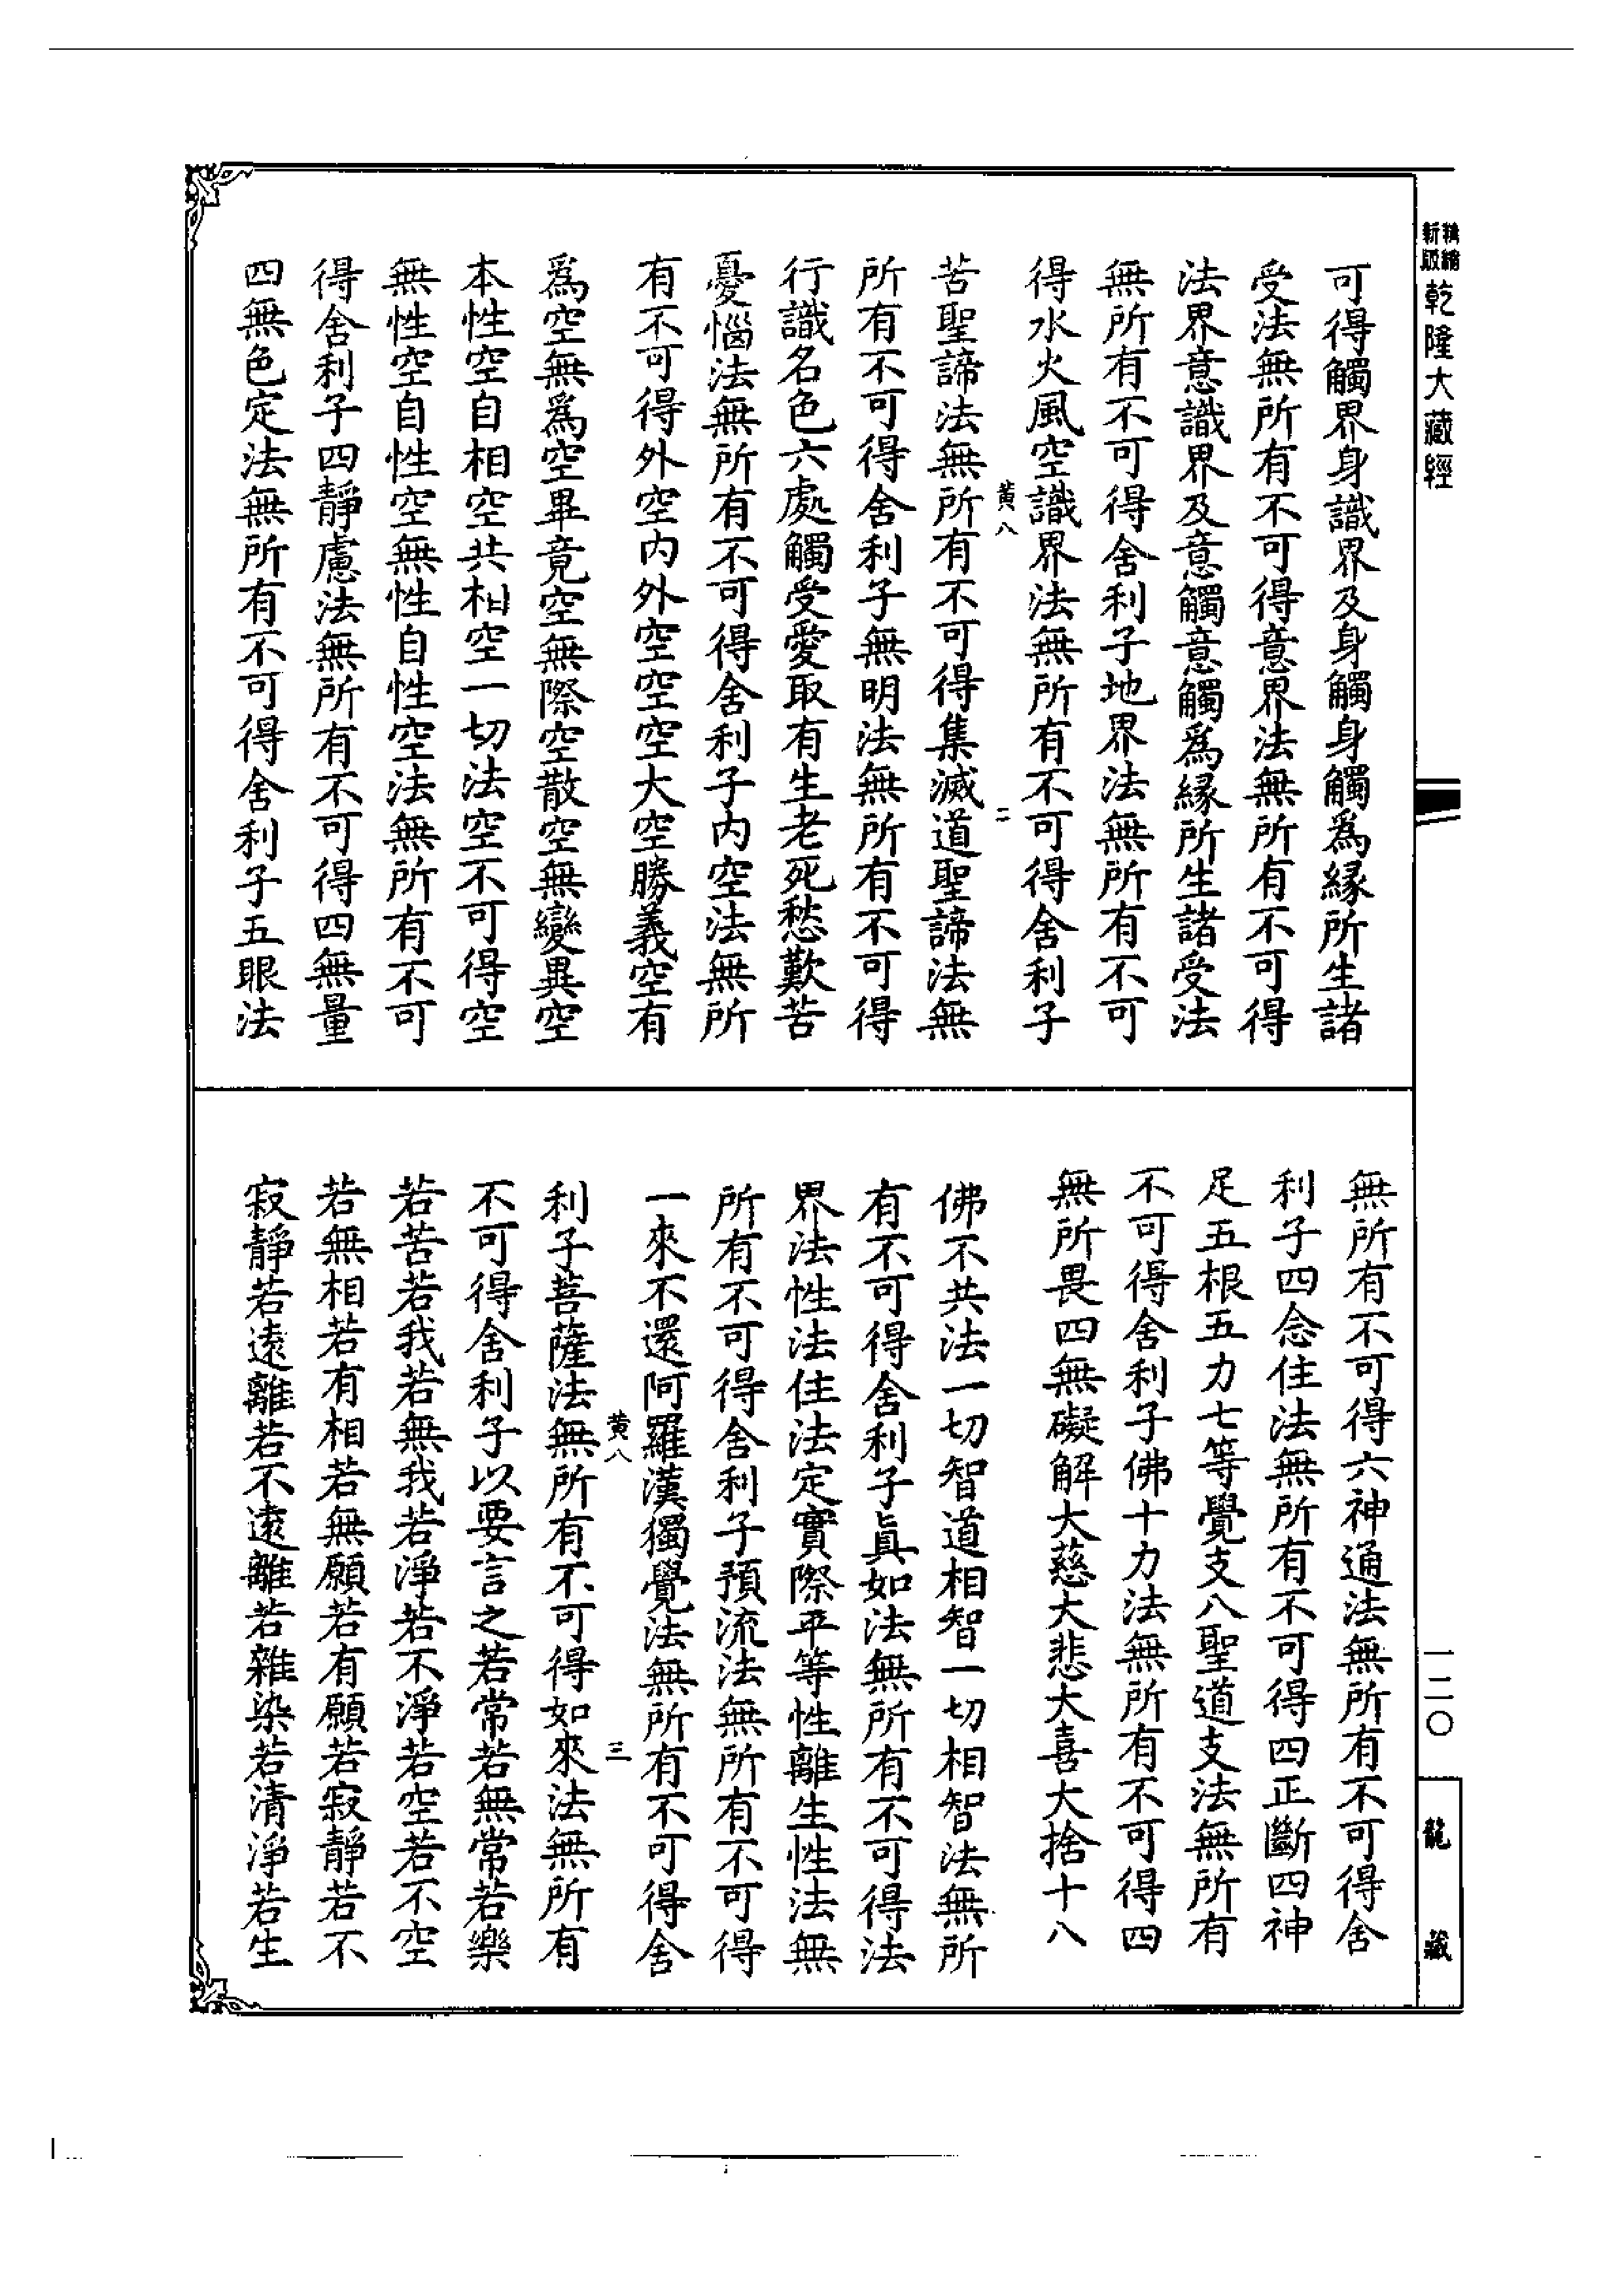 新版
精縮
乾隆大藏經
可得觸界身識界及身觸身觸爲緣所生諸
受法無所有不可得意界法無所有不可得
法界意識界及意觸意觸爲緣所生諸受法
無所有不可得舍利子地界法無所有不可
得水火風空識界法無所有不可得舍利子
黄八 二
苦聖諦法無所有不可得集滅道聖諦法無
所有不可得舍利子無明法無所有不可得
行識名色六處觸受愛取有生老死愁歎苦
憂惱法無所有不可得舍利子內空法無所
有不可得外空內外空空空大空勝義空有
爲空無爲空畢竟空無際空散空無變異空
本性空自相空共相空一切法空不可得空
無性空自性空無性自性空法無所有不可
得舍利子四靜慮法無所有不可得四無量
四無色定法無所有不可得舍利子五眼法
無所有不可得六神通法無所有不可得舍
利子四念住法無所有不可得四正斷四神
足五根五力七等覺支八聖道支法無所有
不可得舍利子佛十力法無所有不可得四
無所畏四無礙解大慈大悲大喜大捨十八
佛不共法一切智道相智一切相智法無所
有不可得舍利子眞如法無所有不可得法
界法性法住法定實際平等性離生性法無
所有不可得舍利子預流法無所有不可得
一來不還阿羅漢獨覺法無所有不可得舍
黄八 三
利子菩薩法無所有不可得如來法無所有
不可得舍利子以要言之若常若無常若樂
若苦若我若無我若淨若不淨若空若不空
若無相若有相若無願若有願若寂靜若不
寂靜若遠離若不遠離若雜染若清淨若生
一二〇
龍藏